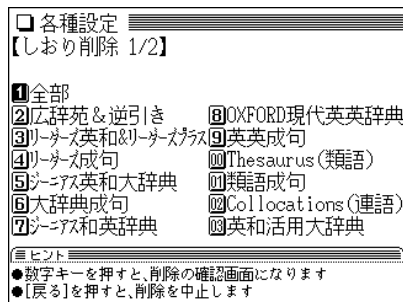 各種設定
【しおり削除 1/2】
1全部
2広辞苑&逆引き
3リーダーズ英和&リーダーズプラス
4リーダーズ成句
5ジーニアス英和大辞典
6大辞典成句
7ジーニアス和英辞典
8OXFORD現代英英辞典
9英英成句
00Thesaurus(類語)
01類語成句
02Collocations(連語)
03英和活用大辞典
ヒント
●数字キーを押すと、削除の確認画面になります
●[戻る]を押すと、削除を中止します